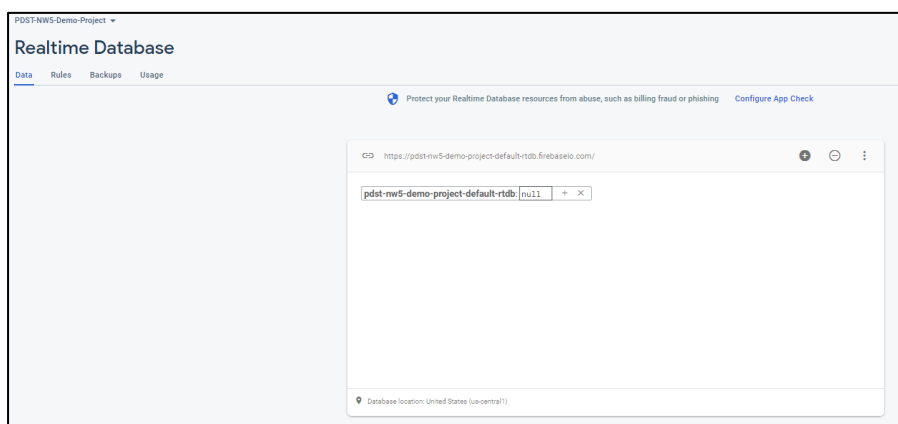 PDST-NW5-Demo-Project
Realtime Database
Data Rules Backups Usage
Protect your Realtime Database resources from abuse, such as billing fraud or phishing Configure App Check
https://pdst-nw5-demo-project-default-rtdb.firebaseio.com/
pdst-nw5-demo-project-default-rtdb: null
Database location: United States (us-central1)